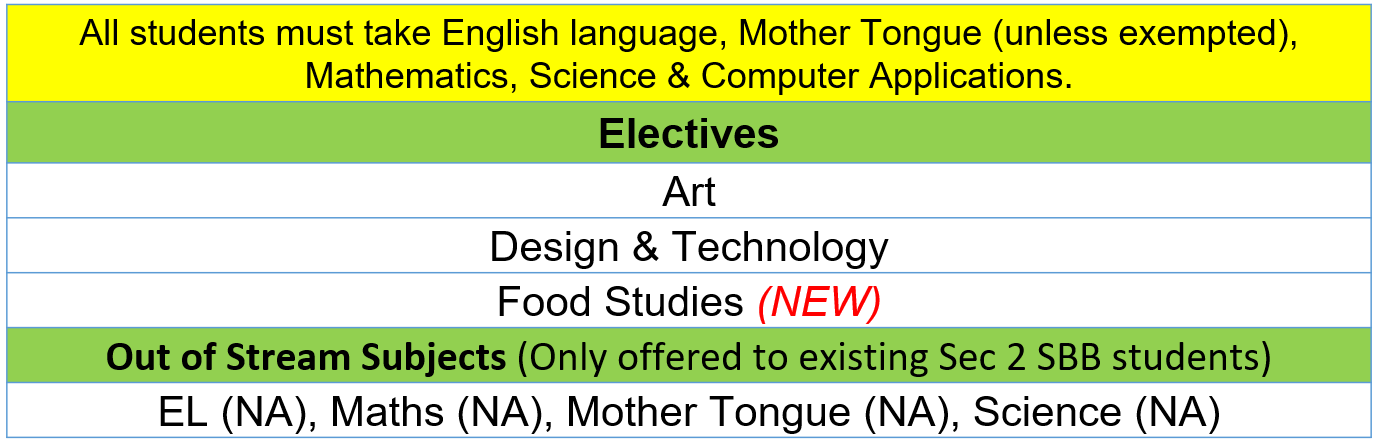 All students must take English language, Mother Tongue (unless exempted),
Mathematics, Science & Computer Applications.
Electives
Art
Design & Technology
Food Studies (NEW)
Out of Stream Subjects (Only offered to existing Sec 2 SBB students)
EL (NA), Maths (NA), Mother Tongue (NA), Science (NA)